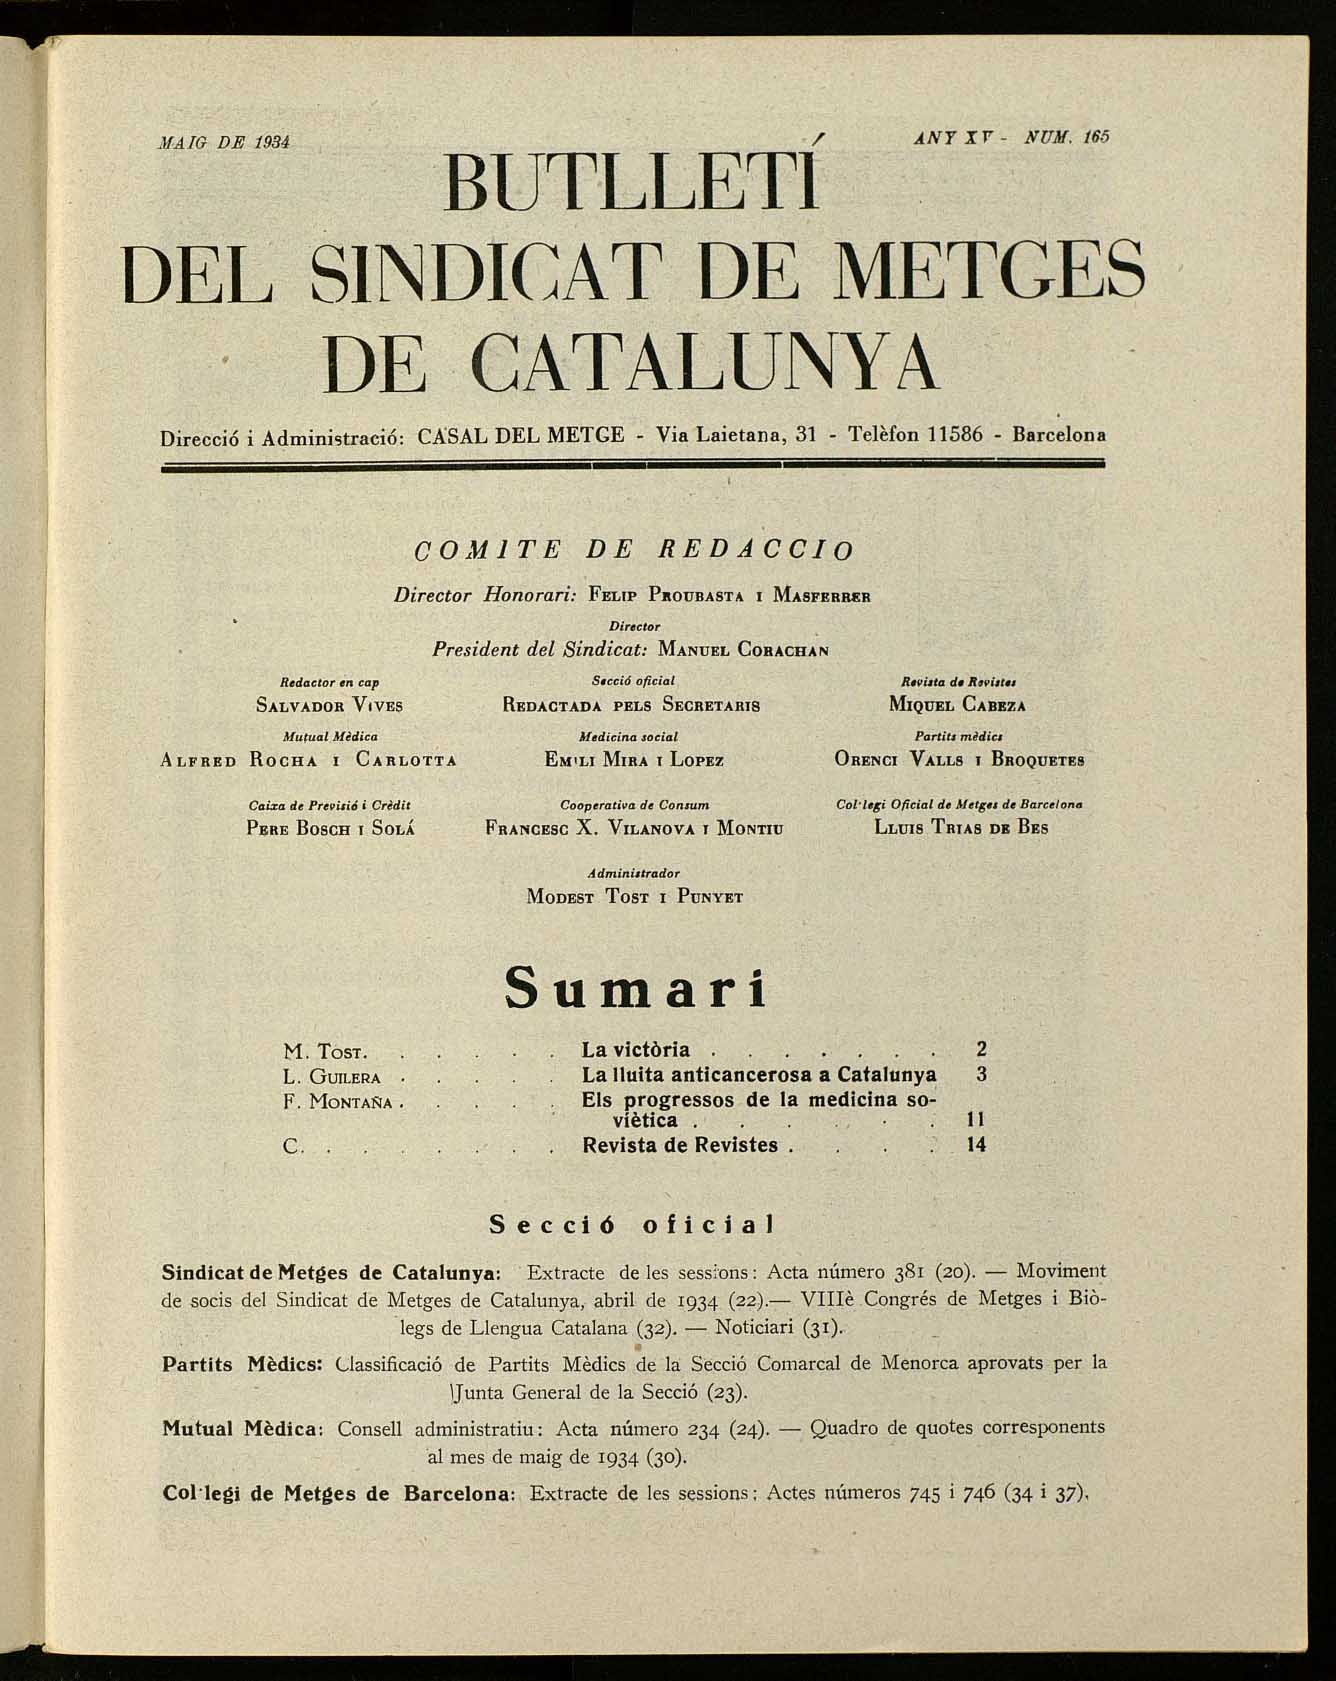 MAIG DE 1934
ANY XV - NUM. 165
BUTLLETÍ
DEL SINDICAT DE METGES
DE CATALUNYA
Direcció i Administració: CASAL DEL METGE - Via Laietana, 31 - Telèfon 11586 - Barcelona
COMITE DE REDACCIO
Director Honorari: FELIP PROUBASTA I MASFERRER
Director
President del Sindicat: MANUEL CORACHAN
Redactor en cap
SALVADOR VIVES
Secció oficial
REDACTADA PELS SECRETARIS
Revista de Revistes
MIQUEL CABEZA
Mutual Mèdica
ALFRED ROCHA I CARLOTTA
Medicina social
EMILI MIRA I LOPEZ
Partits mèdics
ORENCI VALLS I BROQUETES
Caixa de Previsió i Crèdit
PERE BOSCH I SOLÁ
Cooperativa de Consum
FRANCESC X. VILANOVA I MONTIU
Col·legi Oficial de Metges de Barcelona
LLUIS TRIAS DE BES
Administrador
MODEST TOST I PUNYET
Sumari
M. TOST. . . . . . La victòria . . . . . . . 2
L. GUILERA . . . . . La lluita anticancerosa a Catalunya 3
F. MONTAÑA . . . . . Els progressos de la medicina so-
viètica . . . . . . 11
C. . . . . . . . Revista de Revistes . . . . 14
Secció oficial
Sindicat de Metges de Catalunya: Extracte de les sessions: Acta número 381 (20). — Moviment
de socis del Sindicat de Metges de Catalunya, abril de 1934 (22).— VIIIè Congrés de Metges i Biò-
legs de Llengua Catalana (32). — Noticiari (31).
Partits Mèdics: Classificació de Partits Mèdics de la Secció Comarcal de Menorca aprovats per la
Junta General de la Secció (23).
Mutual Mèdica: Consell administratiu: Acta número 234 (24). — Quadro de quotes corresponents
al mes de maig de 1934 (30).
Col·legi de Metges de Barcelona: Extracte de les sessions: Actes números 745 i 746 (34 i 37).